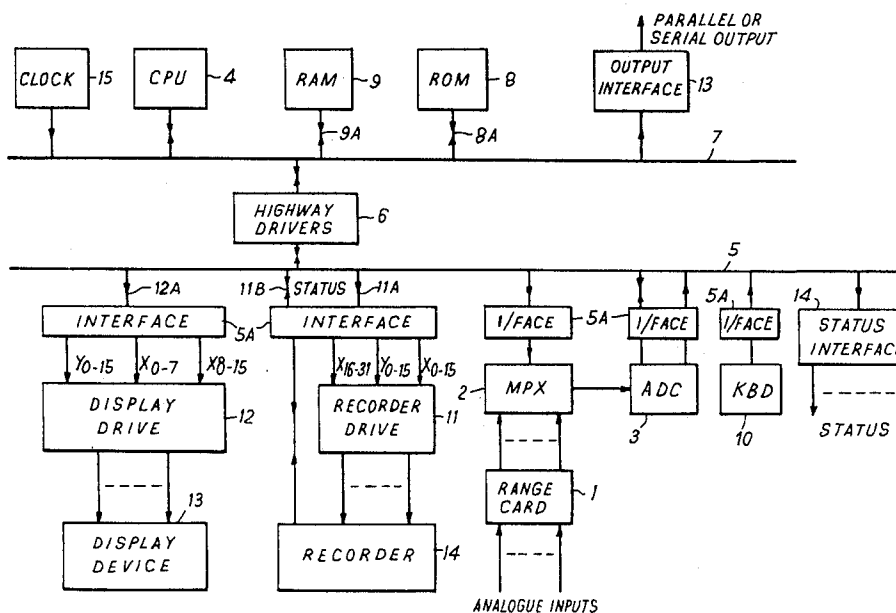 PARALLEL OR
SERIAL OUTPUT
CLOCK
15
CPU
4
RAM
9
ROM
8
OUTPUT
INTERFACE
13
9A
8A
7
HIGHWAY
DRIVERS
6
5
12A
11B
STATUS
11A
INTERFACE
5A
INTERFACE
I/FACE
5A
I/FACE
5A
I/FACE
14
STATUS
INTERFAC
Y0-15
X0-7
X8-15
X16-31
Y0-15
X0-15
DISPLAY
DRIVE
12
RECORDER
DRIVE
11
2
MPX
ADC
3
KBD
10
STATUS
RANGE
CARD
1
13
DISPLAY
DEVICE
RECORDER
14
ANALOGUE INPUTS